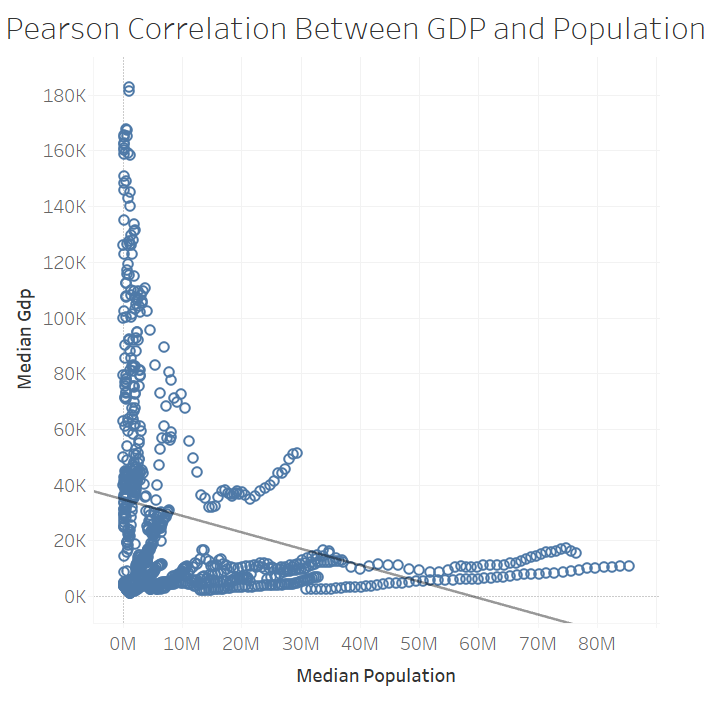 Pearson Correlation Between GDP and Population
180K
160K
140K
120K
100K
80K
60K
40K
20K
0K
Median Gdp
0M 10M 20M 30M 40M 50M 60M 70M 80M
Median Population